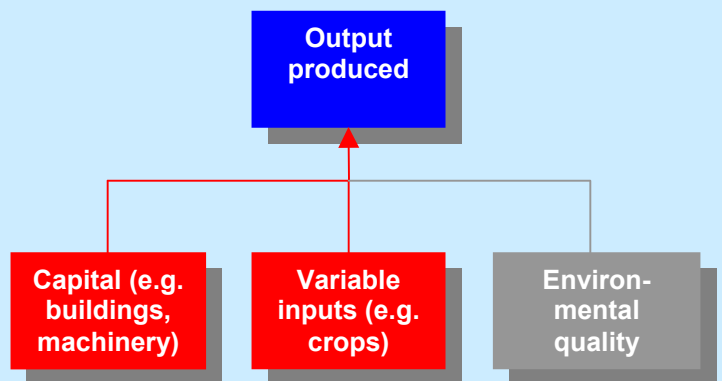 Output
produced
Capital (e.g.
buildings,
machinery)
Variable
inputs (e.g.
crops)
Environ-
mental
quality